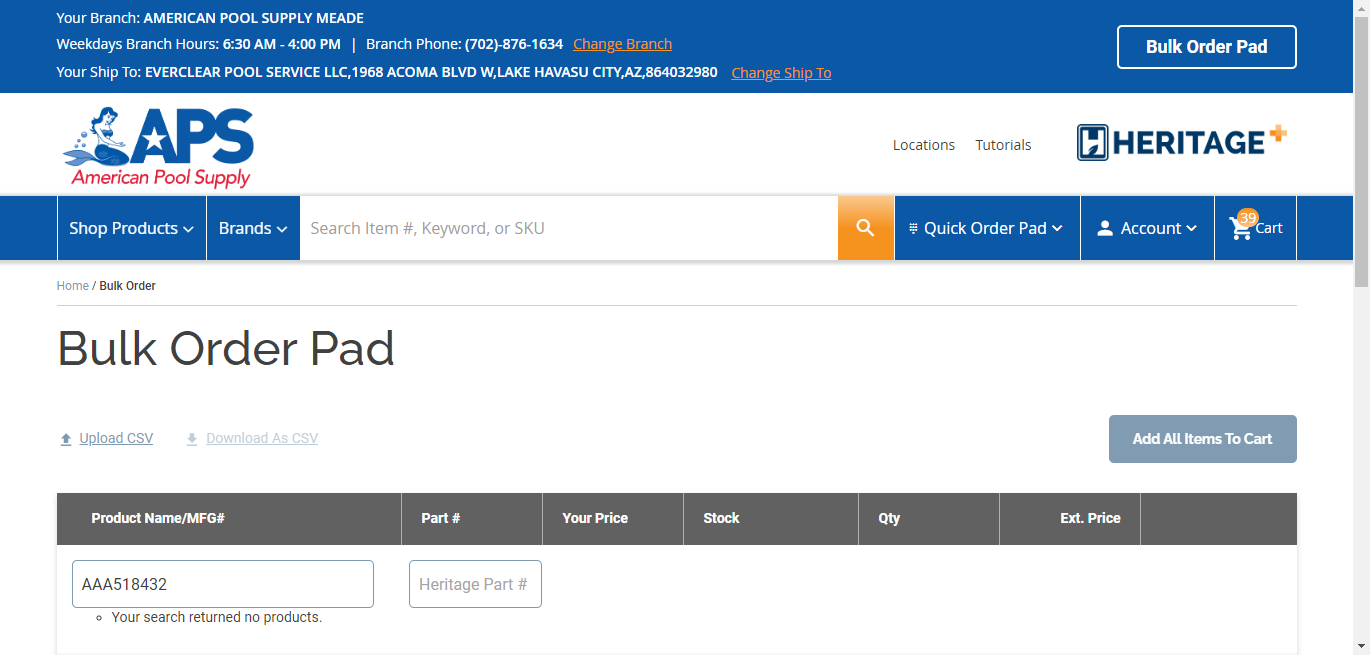 Your Branch: AMERICAN POOL SUPPLY MEADE
Weekdays Branch Hours: 6:30 AM - 4:00 PM | Branch Phone: (702)-876-1634 Change Branch
Your Ship To: EVERCLEAR POOL SERVICE LLC,1968 ACOMA BLVD W,LAKE HAVASU CITY,AZ,864032980 Change Ship To
Bulk Order Pad
APS
American Pool Supply
Locations Tutorials
HERITAGE+
Shop Products Brands Search Item #, Keyword, or SKU Quick Order Pad Account 39 Cart
Home / Bulk Order
Bulk Order Pad
Upload CSV Download As CSV Add All Items To Cart
Product Name/MFG# Part # Your Price Stock Qty Ext. Price
AAA518432 Heritage Part #
Your search returned no products.